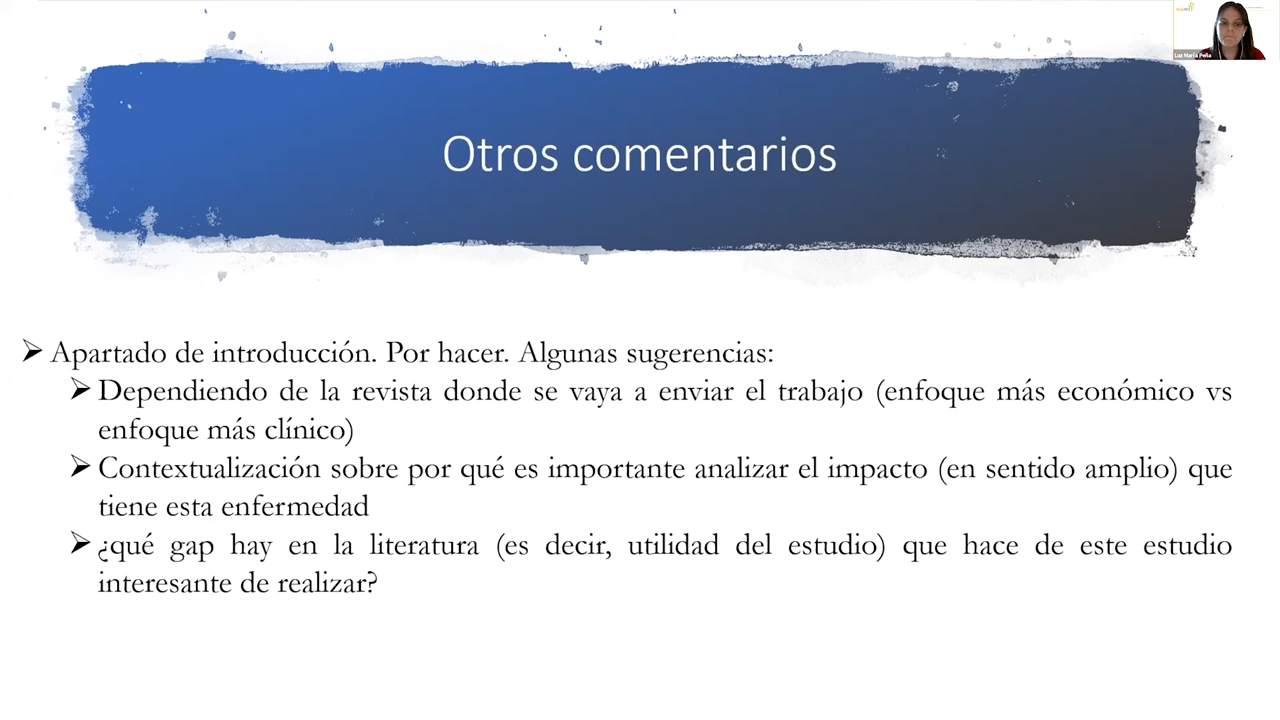 Luz María Peña
Otros comentarios
➢ Apartado de introducción. Por hacer. Algunas sugerencias:
➢ Dependiendo de la revista donde se vaya a enviar el trabajo (enfoque más económico vs
enfoque más clínico)
➢ Contextualización sobre por qué es importante analizar el impacto (en sentido amplio) que
tiene esta enfermedad
➢ ¿qué gap hay en la literatura (es decir, utilidad del estudio) que hace de este estudio
interesante de realizar?